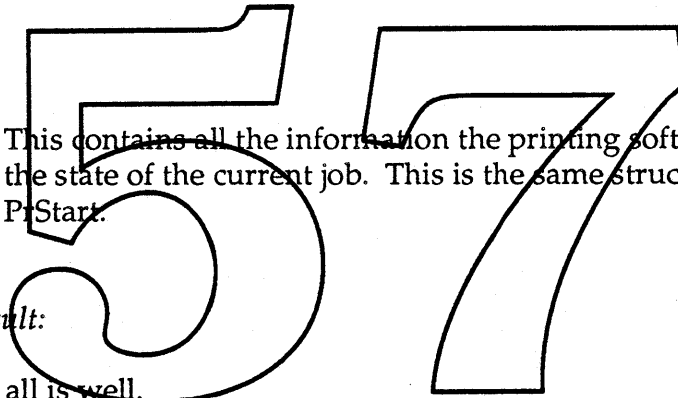 57
This contains all the information the printing soft
the state of the current job. This is the same struc
PrStart.
ult:
all is well.